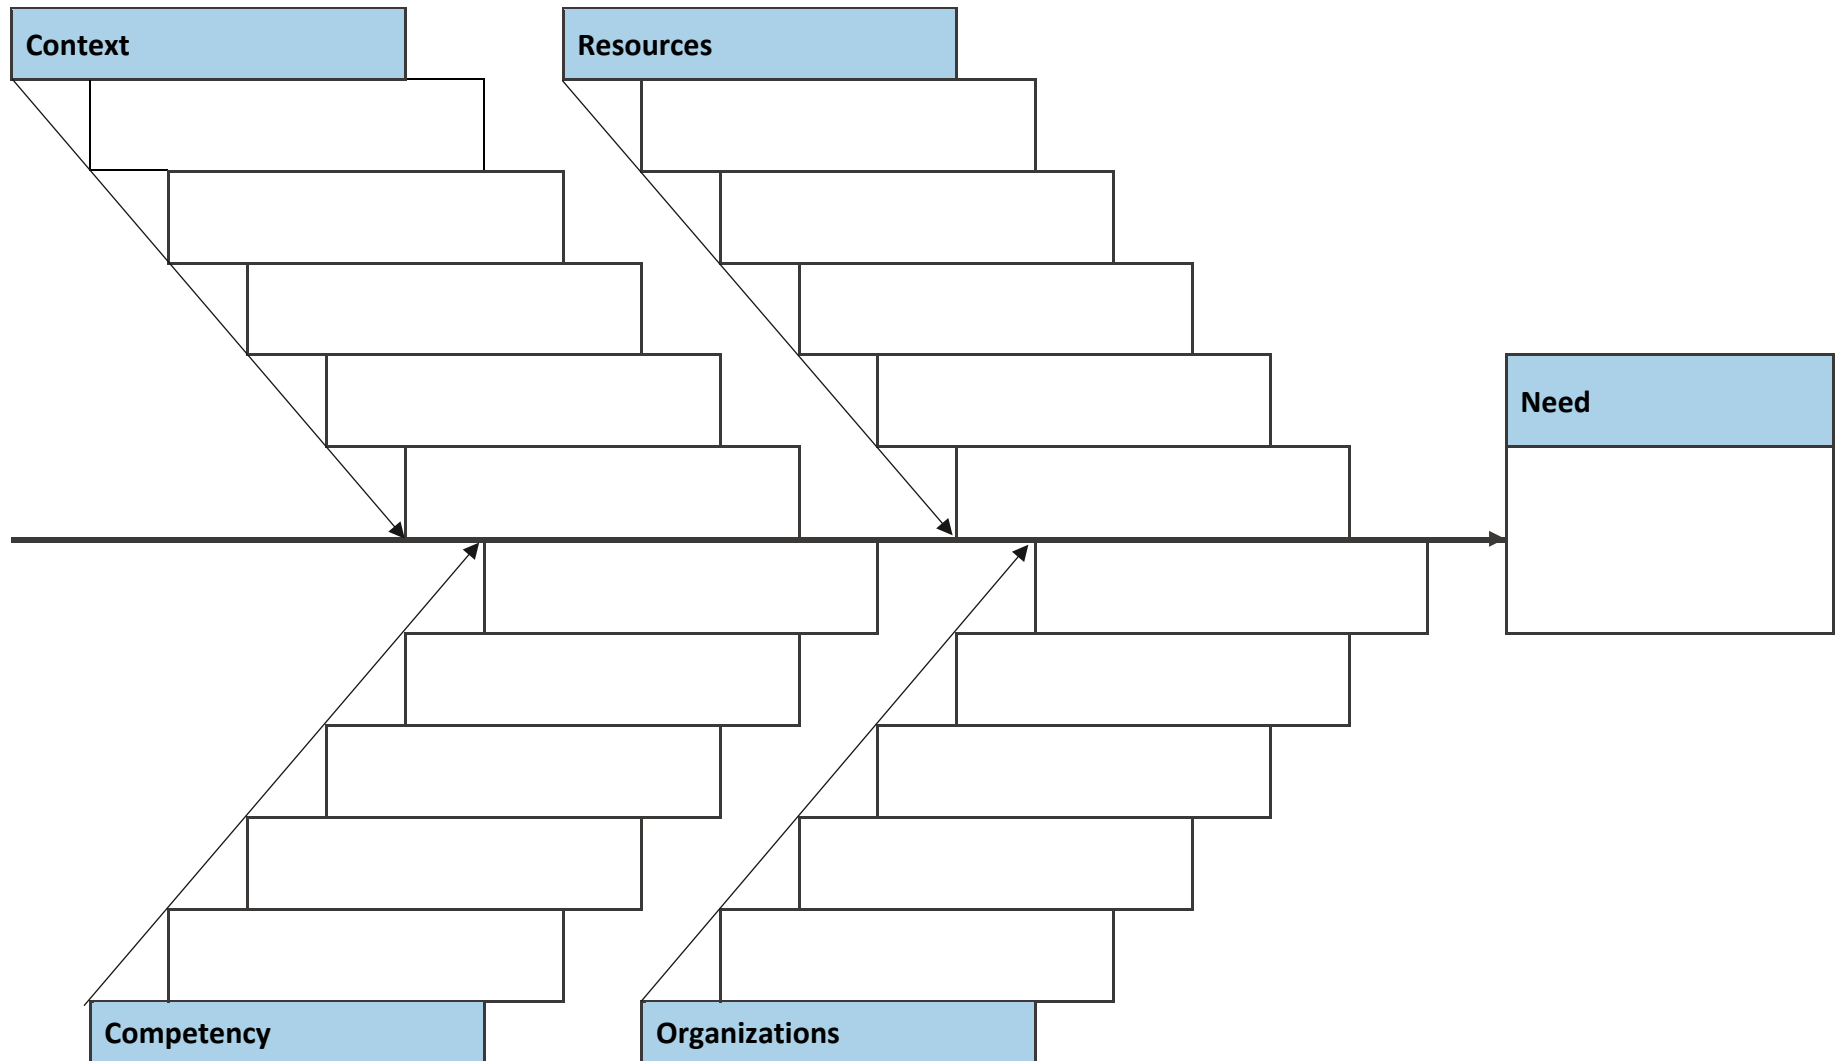 Context
Resources
Need
Competency
Organizations